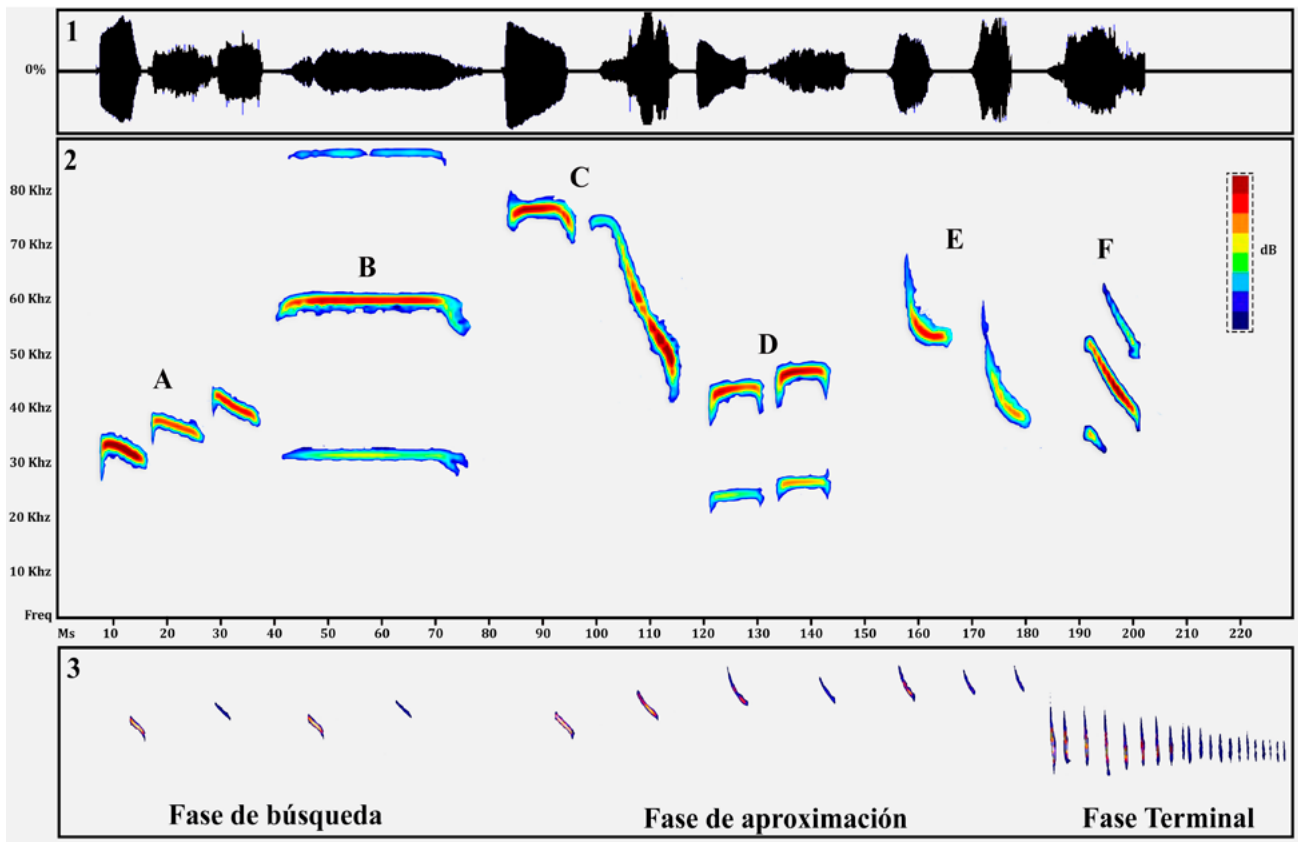 1
0%
2
80 Khz
70 Khz
60 Khz
50 Khz
40 Khz
30 Khz
20 Khz
10 Khz
Freq
A
B
C
D
E
F
dB
Ms 10 20 30 40 50 60 70 80 90 100 110 120 130 140 150 160 170 180 190 200 210 220
3
Fase de búsqueda
Fase de aproximación
Fase Terminal